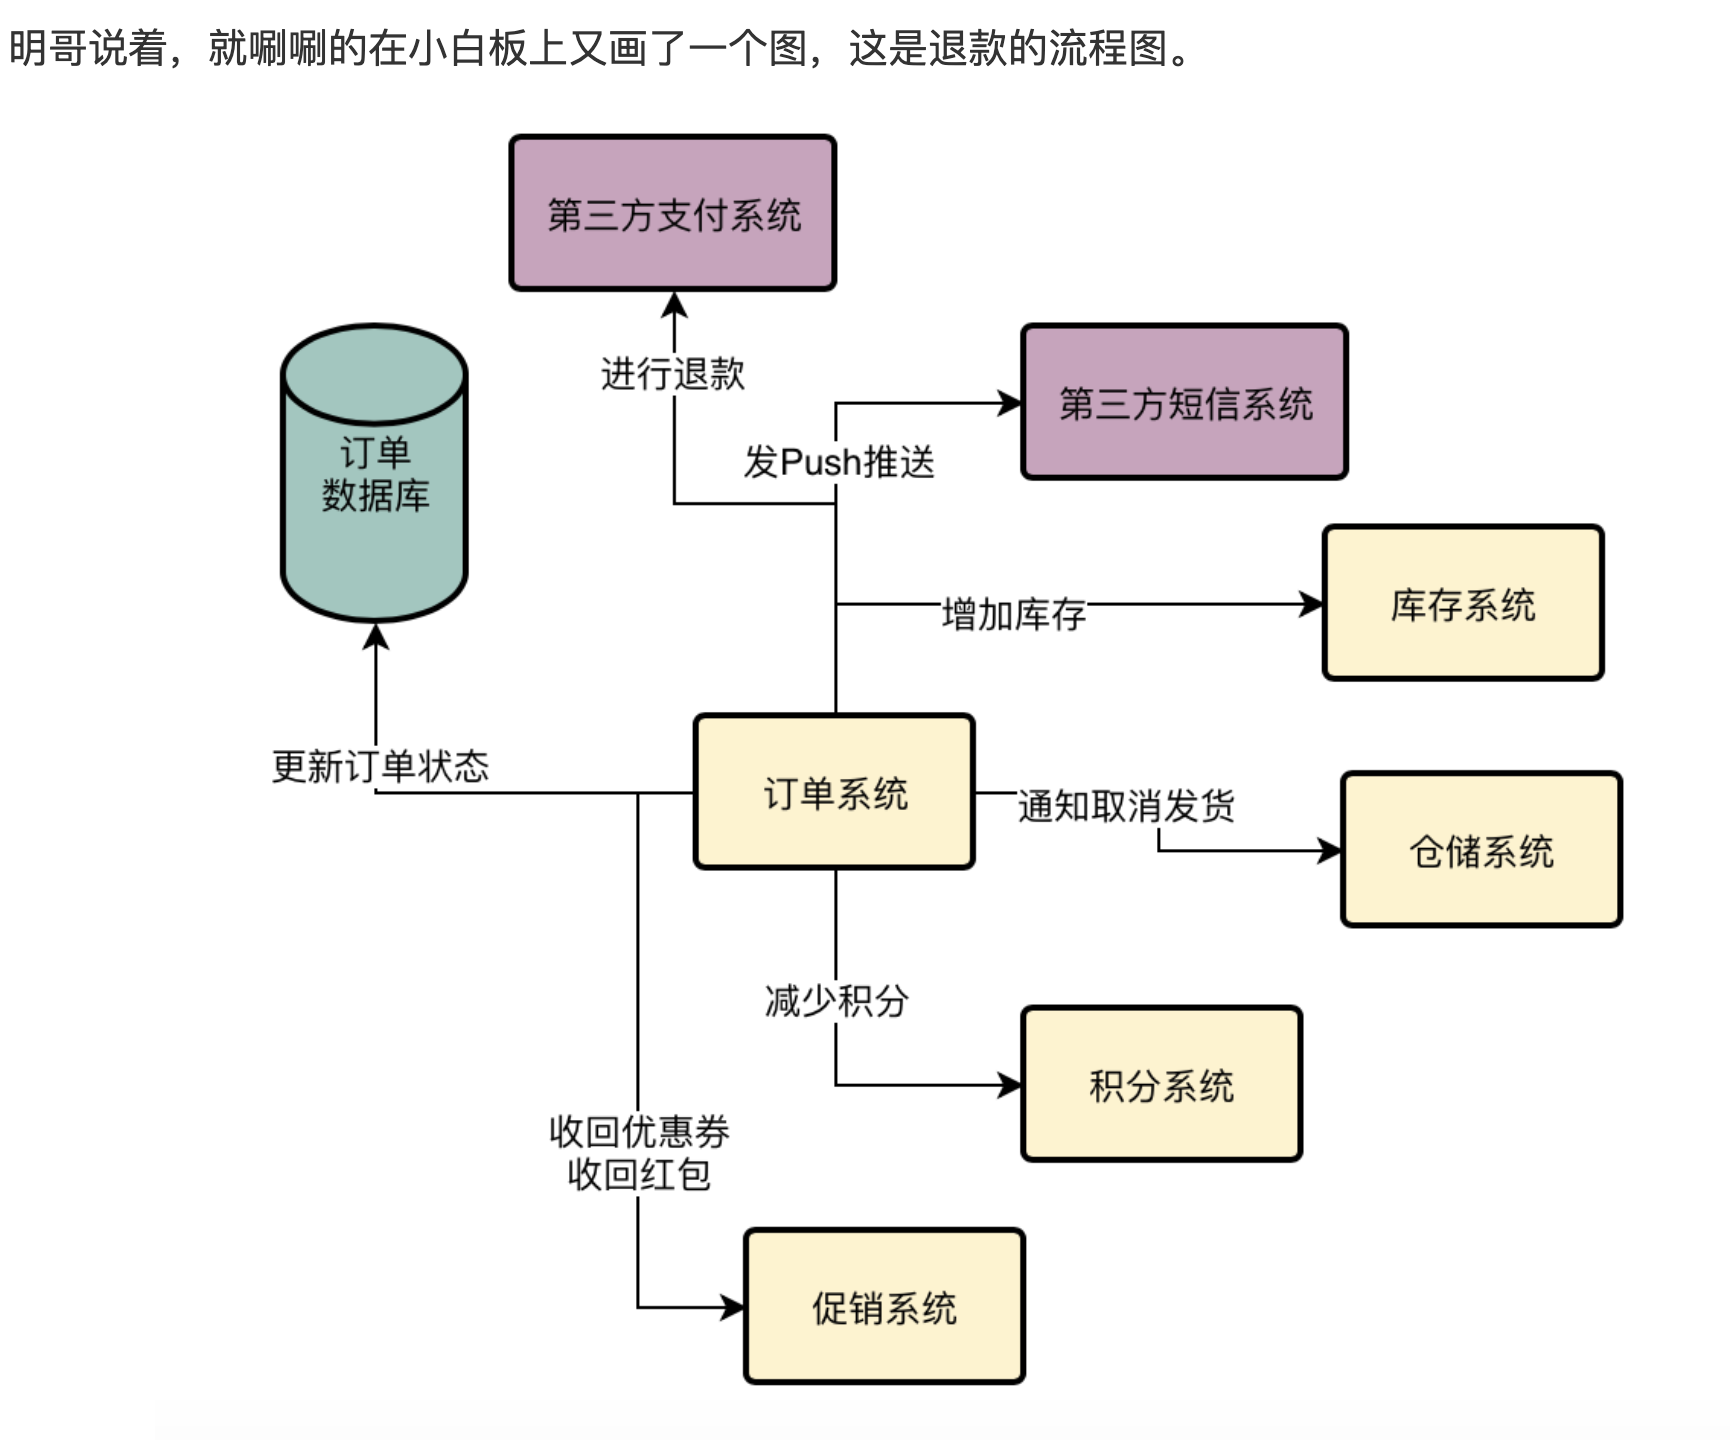 明哥说着，就唰唰的在小白板上又画了一个图，这是退款的流程图。
第三方支付系统
进行退款
第三方短信系统
发Push推送
订单
数据库
增加库存
库存系统
更新订单状态
订单系统
通知取消发货
仓储系统
减少积分
积分系统
收回优惠券
收回红包
促销系统